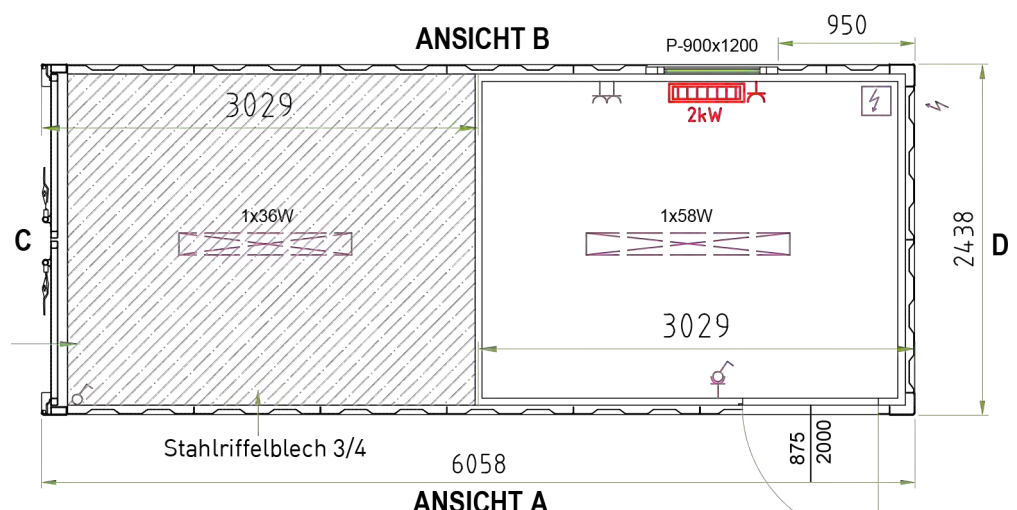 ANSICHT B
P-900x1200
950
3029
2kW
1x36W
1x58W
C
2438
D
3029
Stahlriffelblech 3/4
875
2000
6058
ANSICHT A